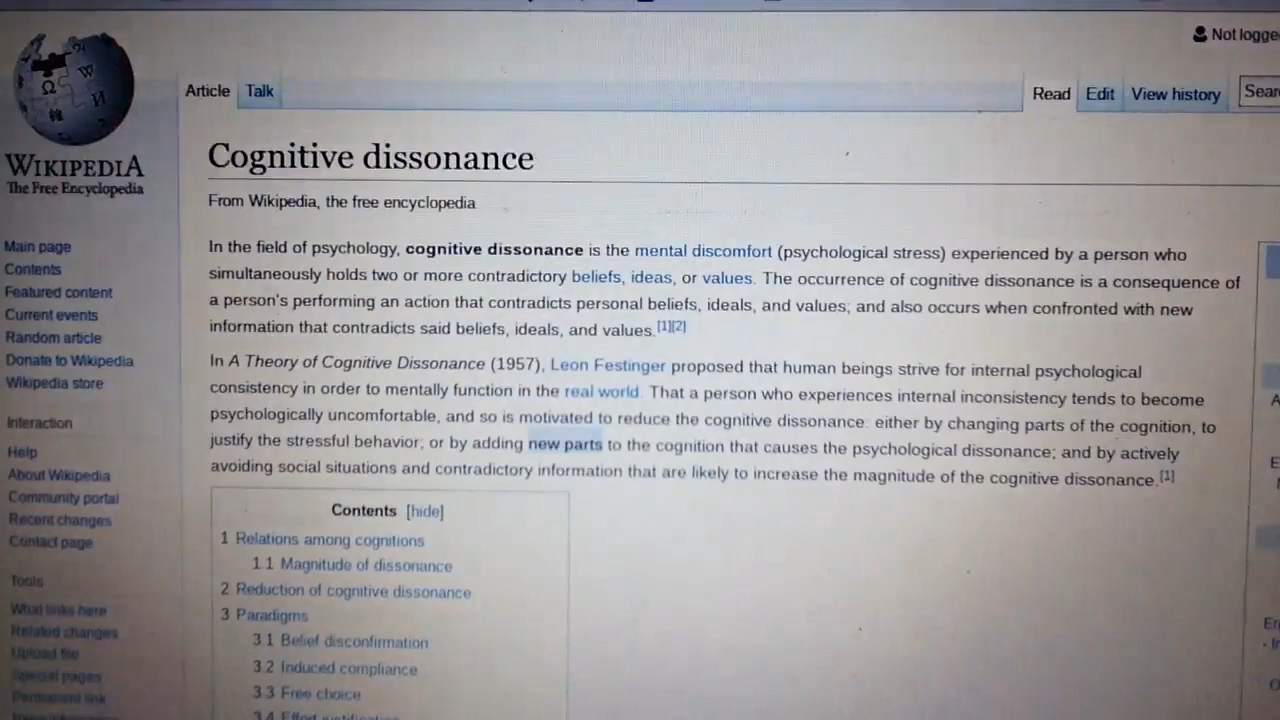 Not logge
Article Talk
Read Edit View history Sear
WIKIPEDIA
The Free Encyclopedia
Cognitive dissonance
From Wikipedia, the free encyclopedia
In the field of psychology, cognitive dissonance is the mental discomfort (psychological stress) experienced by a person who
simultaneously holds two or more contradictory beliefs, ideas, or values. The occurrence of cognitive dissonance is a consequence of
a person's performing an action that contradicts personal beliefs, ideals, and values; and also occurs when confronted with new
information that contradicts said beliefs, ideals, and values.[1][2]
In A Theory of Cognitive Dissonance (1957), Leon Festinger proposed that human beings strive for internal psychological
consistency in order to mentally function in the real world. That a person who experiences internal inconsistency tends to become
psychologically uncomfortable, and so is motivated to reduce the cognitive dissonance: either by changing parts of the cognition, to
justify the stressful behavior; or by adding new parts to the cognition that causes the psychological dissonance; and by actively
avoiding social situations and contradictory information that are likely to increase the magnitude of the cognitive dissonance.[1]
Contents [hide]
1 Relations among cognitions
1.1 Magnitude of dissonance
2 Reduction of cognitive dissonance
3 Paradigms
3.1 Belief disconfirmation
3.2 Induced compliance
3.3 Free choice
3.4 Effort justification
Main page
Contents
Featured content
Current events
Random article
Donate to Wikipedia
Wikipedia store
Interaction
Help
About Wikipedia
Community portal
Recent changes
Contact page
Tools
What links here
Related changes
Upload file
Special pages
Permanent link